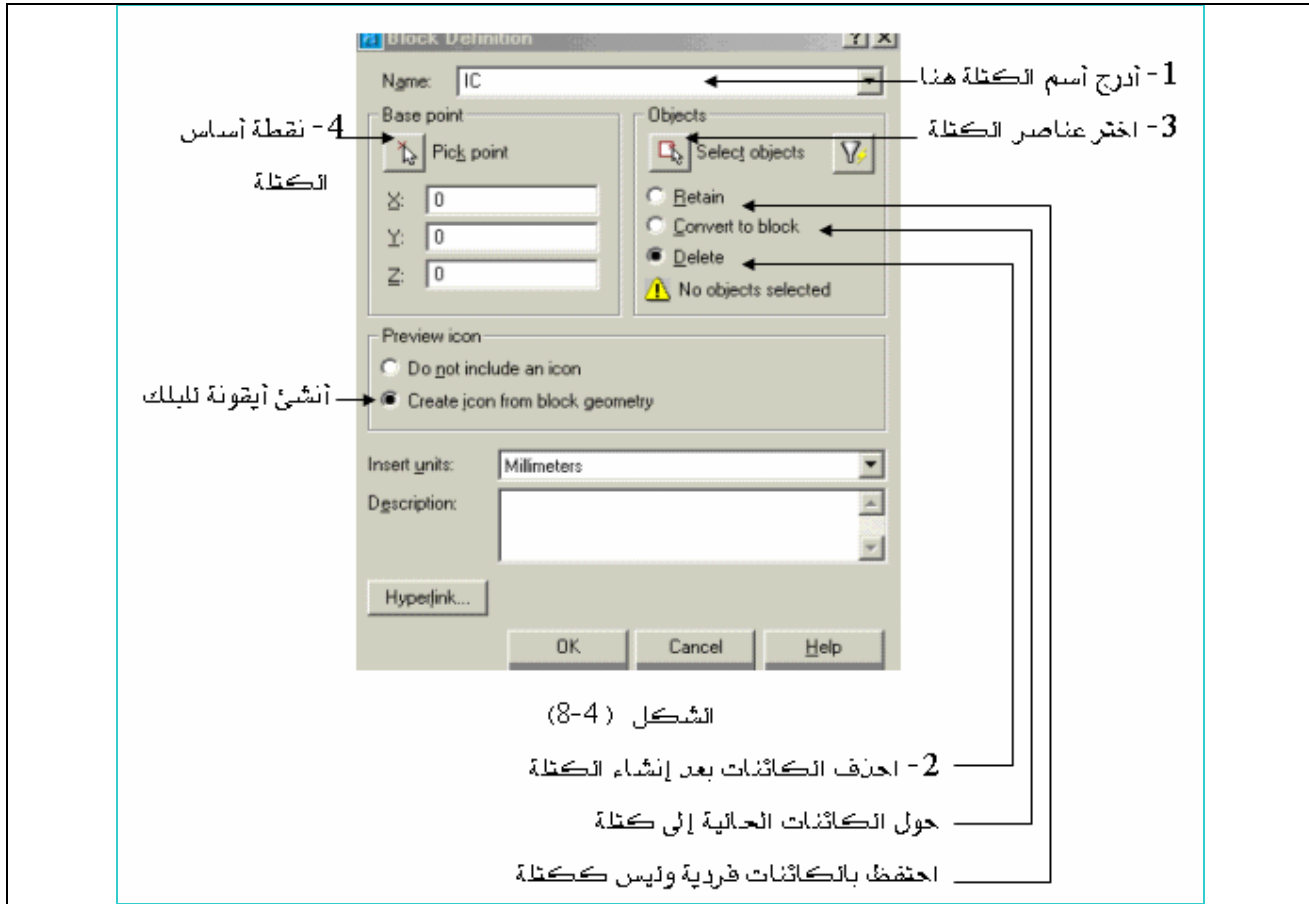 Block Definition
Name: IC
1- أدرج أسم الكتلة هنا
Base point
Objects
4- نقطة أساس
الكتلة
Pick point
Select objects
3- اختر عناصر الكتلة
X: 0
Y: 0
Z: 0
Retain
Convert to block
Delete
No objects selected
Preview icon
Do not include an icon
Create icon from block geometry
أنشئ آيقونة للبلك
Insert units: Millimeters
Description:
Hyperlink...
OK Cancel Help
الشكل (4-8)
2- احذف الكائنات بعد إنشاء الكتلة
حول الكائنات الحالية إلى كتلة
احتفظ بالكائنات فردية وليس ككتلة